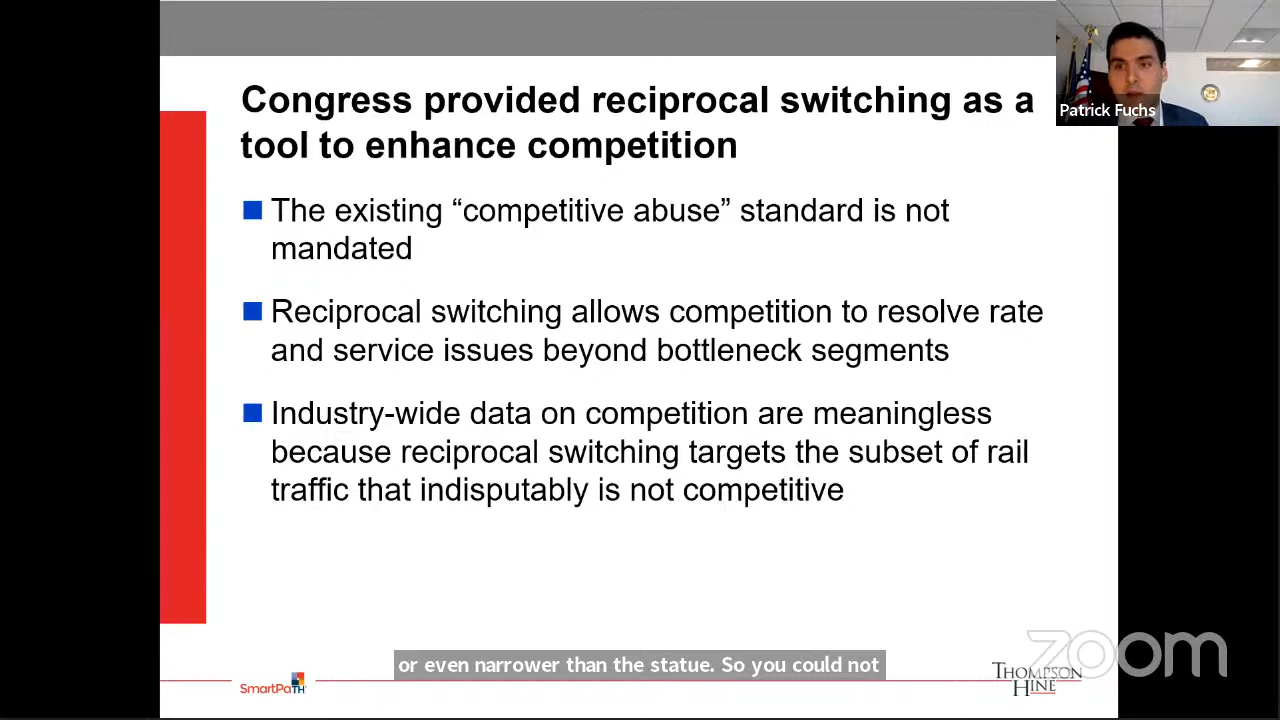 Congress provided reciprocal switching as a
tool to enhance competition
Patrick Fuchs
The existing “competitive abuse” standard is not
mandated
Reciprocal switching allows competition to resolve rate
and service issues beyond bottleneck segments
Industry-wide data on competition are meaningless
because reciprocal switching targets the subset of rail
traffic that indisputably is not competitive
or even narrower than the statue. So you could not
SmartPaTH
THOMPSON
HINE
zoom